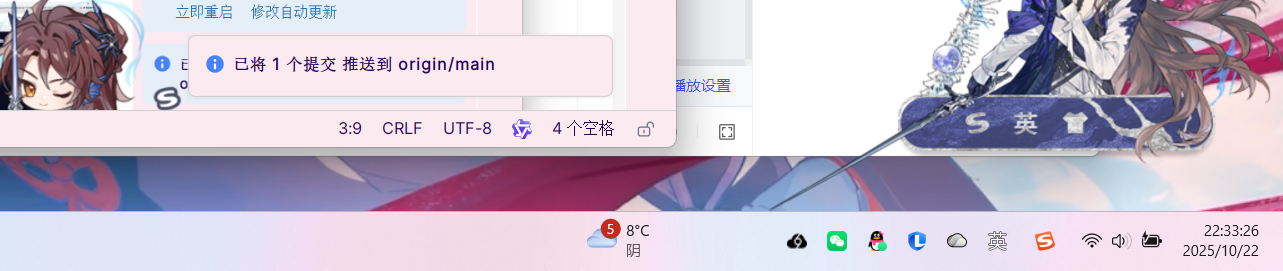 立即重启 修改自动更新
已将 1 个提交 推送到 origin/main
播放设置
3:9 CRLF UTF-8 4 个空格
S 英
5
8°C
阴
英
22:33:26
2025/10/22